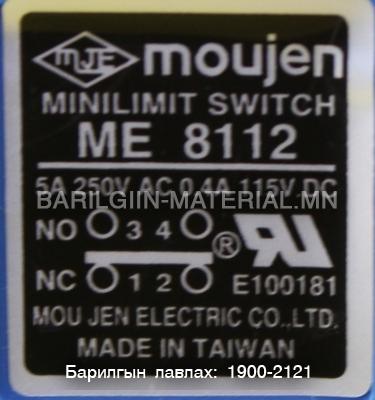 MJE moujen
MINILIMIT SWITCH
ME 8112
5A 250V AC 0.4A 115V DC
BARILGIIN-MATERIAL.MN
NO 3 4 ® RU
NC 1 2 E100181
MOU JEN ELECTRIC CO.,LTD.
MADE IN TAIWAN
Барилгын лавлах: 1900-2121